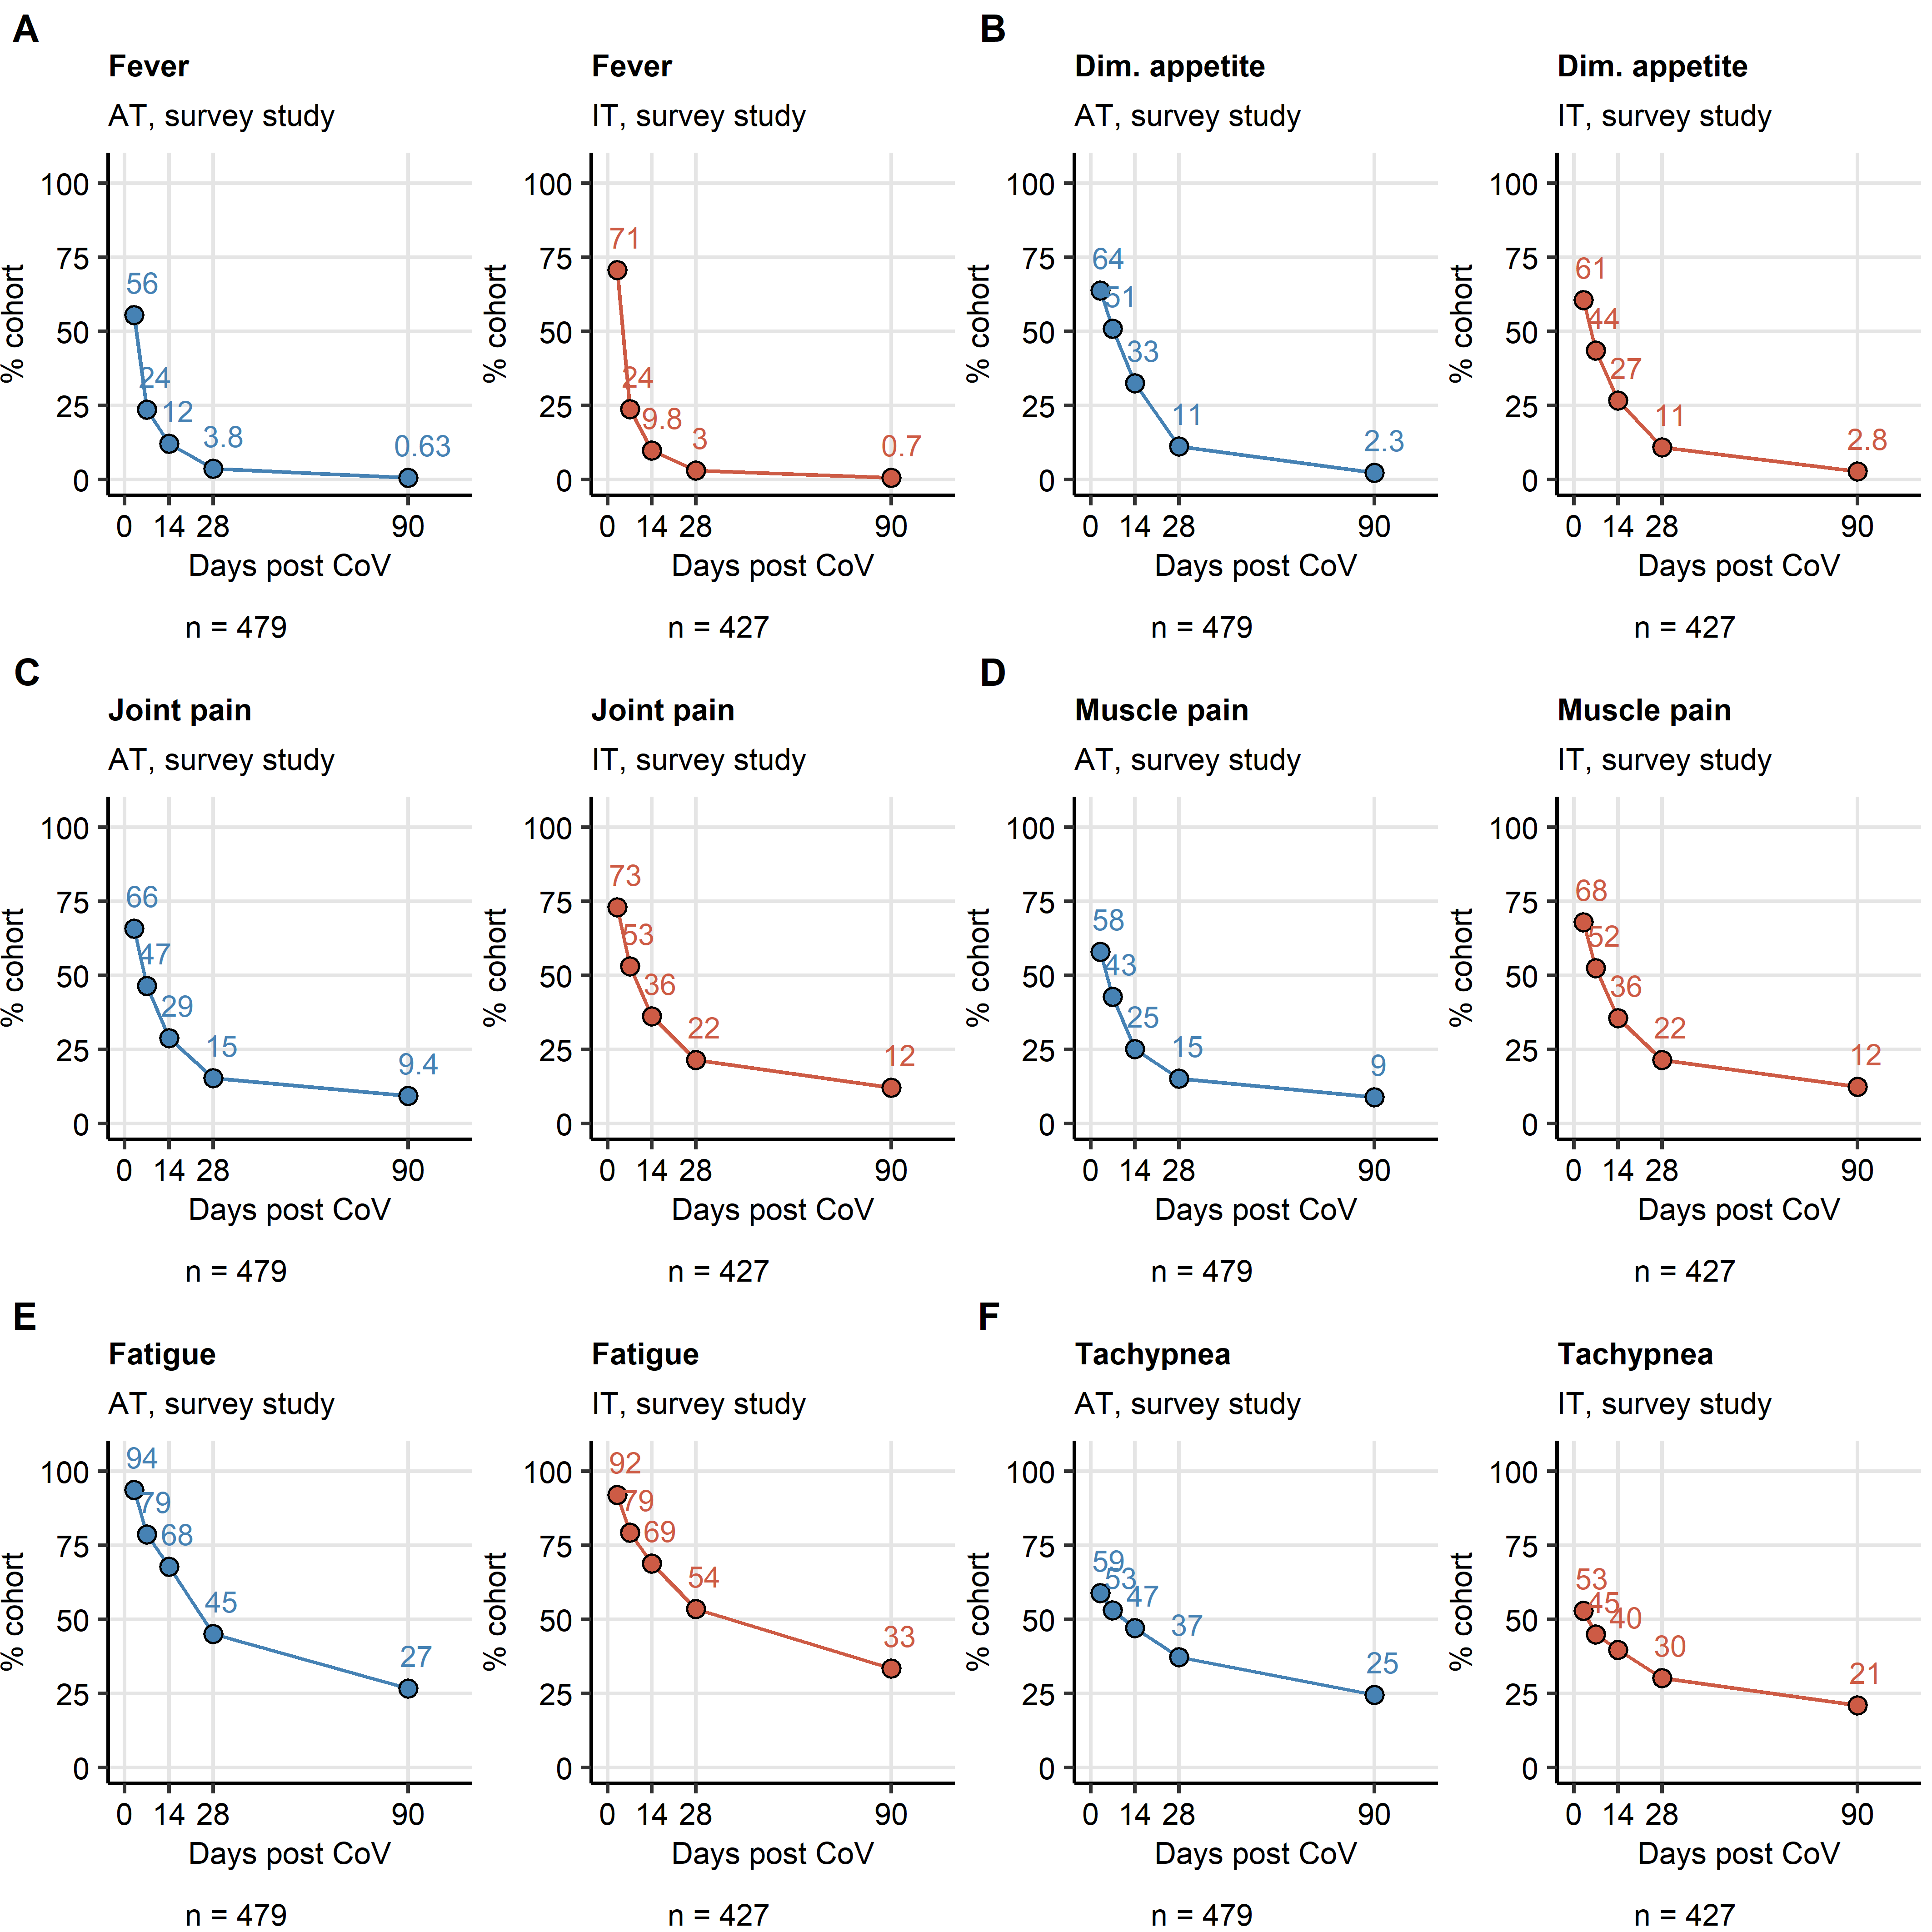 A
Fever
AT, survey study
% cohort
100
75
50
25
0
56
24
12
3.8
0.63
0 14 28 90
Days post CoV
n = 479
Fever
IT, survey study
% cohort
100
75
50
25
0
71
24
9.8
3
0.7
0 14 28 90
Days post CoV
n = 427
B
Dim. appetite
AT, survey study
% cohort
100
75
50
25
0
64
51
33
11
2.3
0 14 28 90
Days post CoV
n = 479
Dim. appetite
IT, survey study
% cohort
100
75
50
25
0
61
44
27
11
2.8
0 14 28 90
Days post CoV
n = 427
C
Joint pain
AT, survey study
% cohort
100
75
50
25
0
66
47
29
15
9.4
0 14 28 90
Days post CoV
n = 479
Joint pain
IT, survey study
% cohort
100
75
50
25
0
73
53
36
22
12
0 14 28 90
Days post CoV
n = 427
D
Muscle pain
AT, survey study
% cohort
100
75
50
25
0
58
43
25
15
9
0 14 28 90
Days post CoV
n = 479
Muscle pain
IT, survey study
% cohort
100
75
50
25
0
68
52
36
22
12
0 14 28 90
Days post CoV
n = 427
E
Fatigue
AT, survey study
% cohort
100
75
50
25
0
94
79
68
45
27
0 14 28 90
Days post CoV
n = 479
Fatigue
IT, survey study
% cohort
100
75
50
25
0
92
79
69
54
33
0 14 28 90
Days post CoV
n = 427
F
Tachypnea
AT, survey study
% cohort
100
75
50
25
0
59
53
47
37
25
0 14 28 90
Days post CoV
n = 479
Tachypnea
IT, survey study
% cohort
100
75
50
25
0
53
45
40
30
21
0 14 28 90
Days post CoV
n = 427